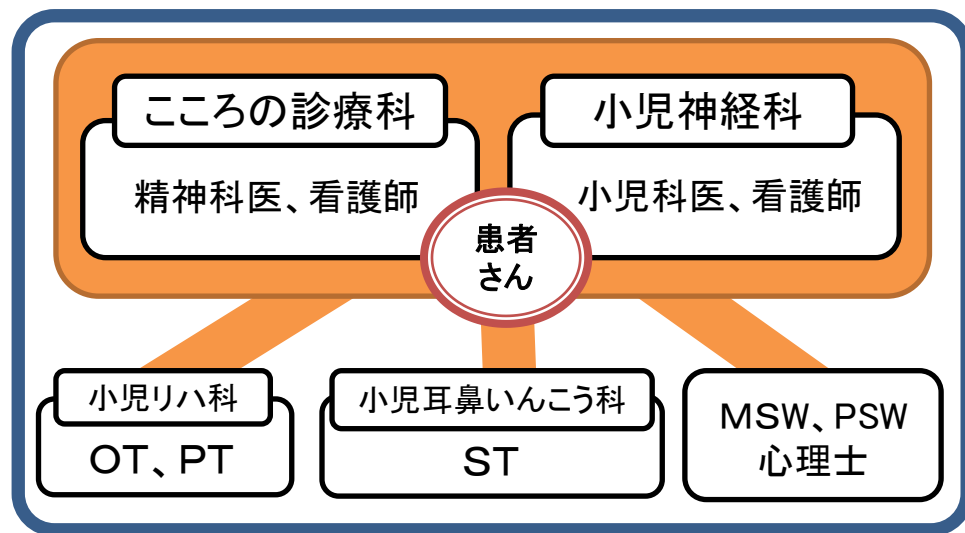 こころの診療科
精神科医、看護師
小児神経科
小児科医、看護師
患者
さん
小児リハ科
OT、PT
小児耳鼻いんこう科
ST
MSW、PSW
心理士